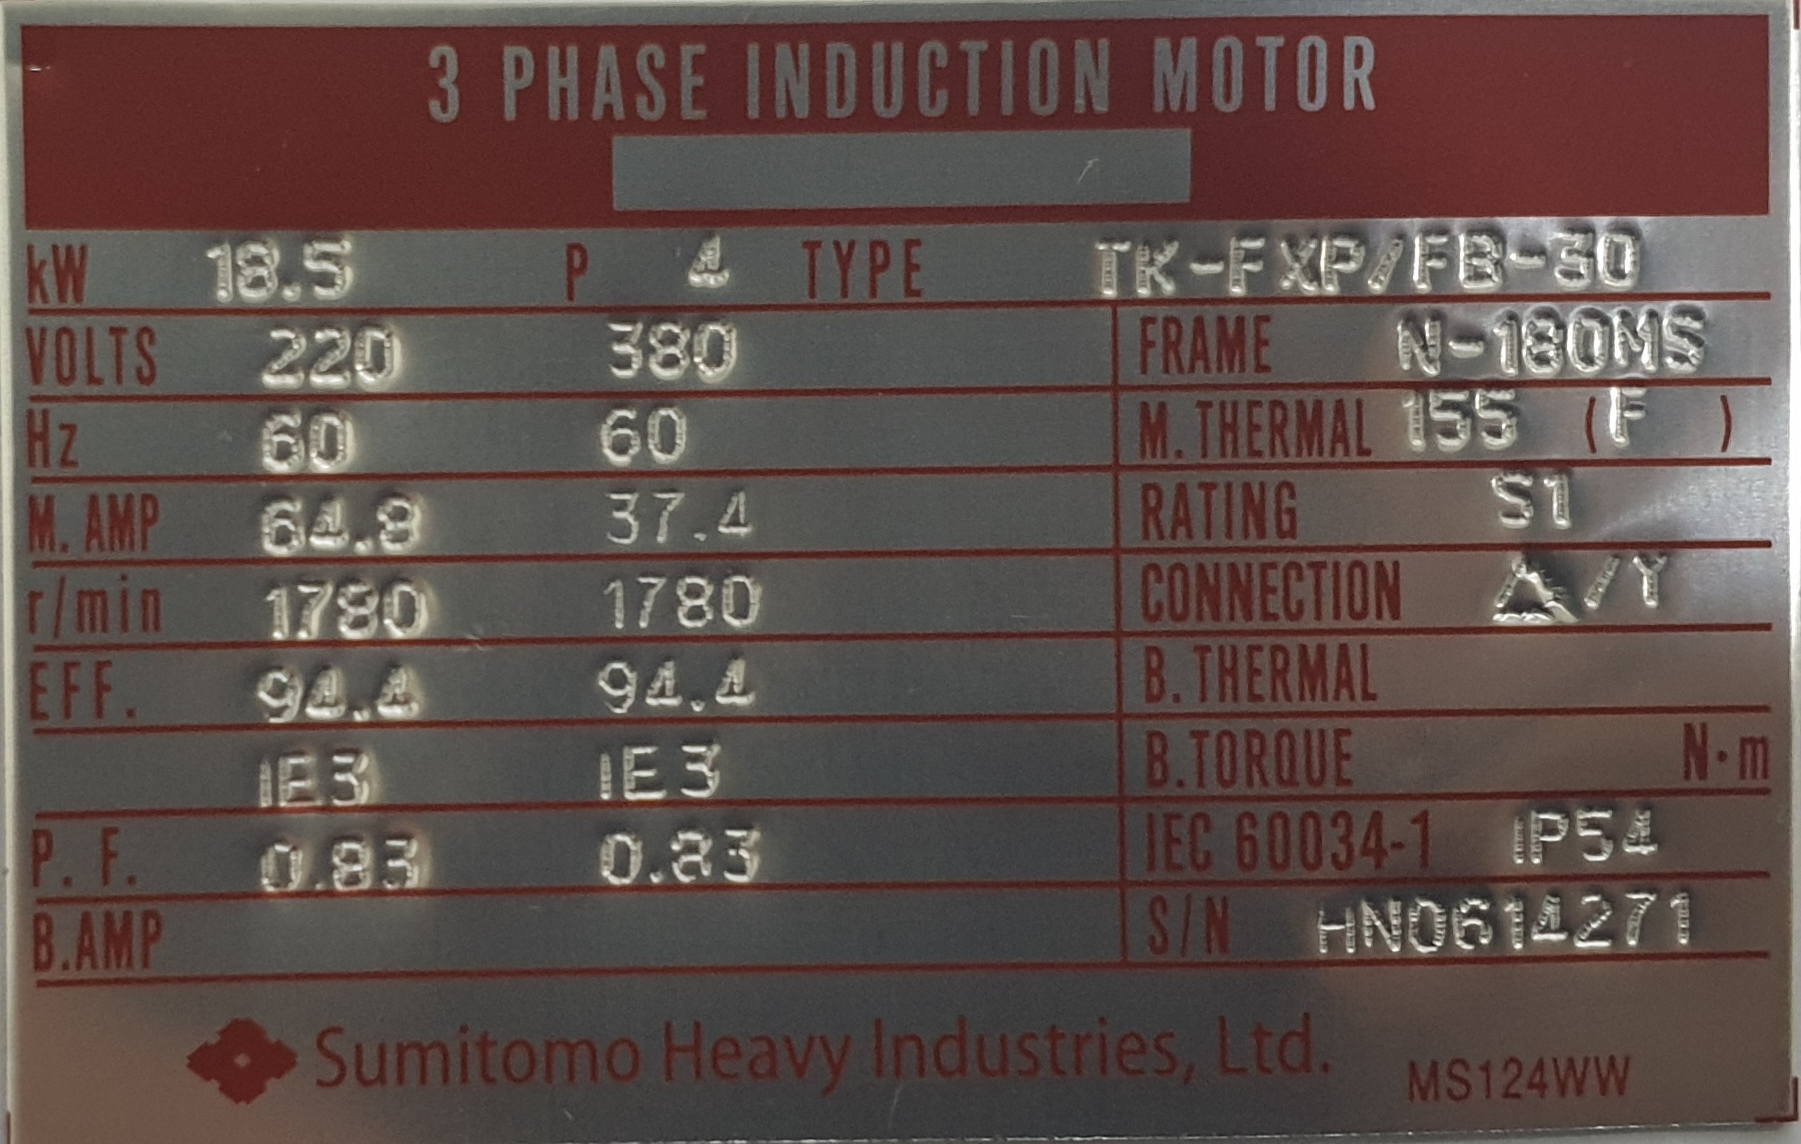 3 PHASE INDUCTION MOTOR
kW 18.5 P 4 TYPE TK-FXP/FB-30
VOLTS 220 380 FRAME N-180MS
Hz 60 60 M.THERMAL 155 (F )
M. AMP 64.8 37.4 RATING S1
r/min 1780 1780 CONNECTION △/Y
EFF. 94.4 94.4 B.THERMAL
IE3 IE3 B.TORQUE N·m
P. F. 0.83 0.83 IEC 60034-1 IP54
B.AMP S/N HN0614271
Sumitomo Heavy Industries, Ltd. MS124WW